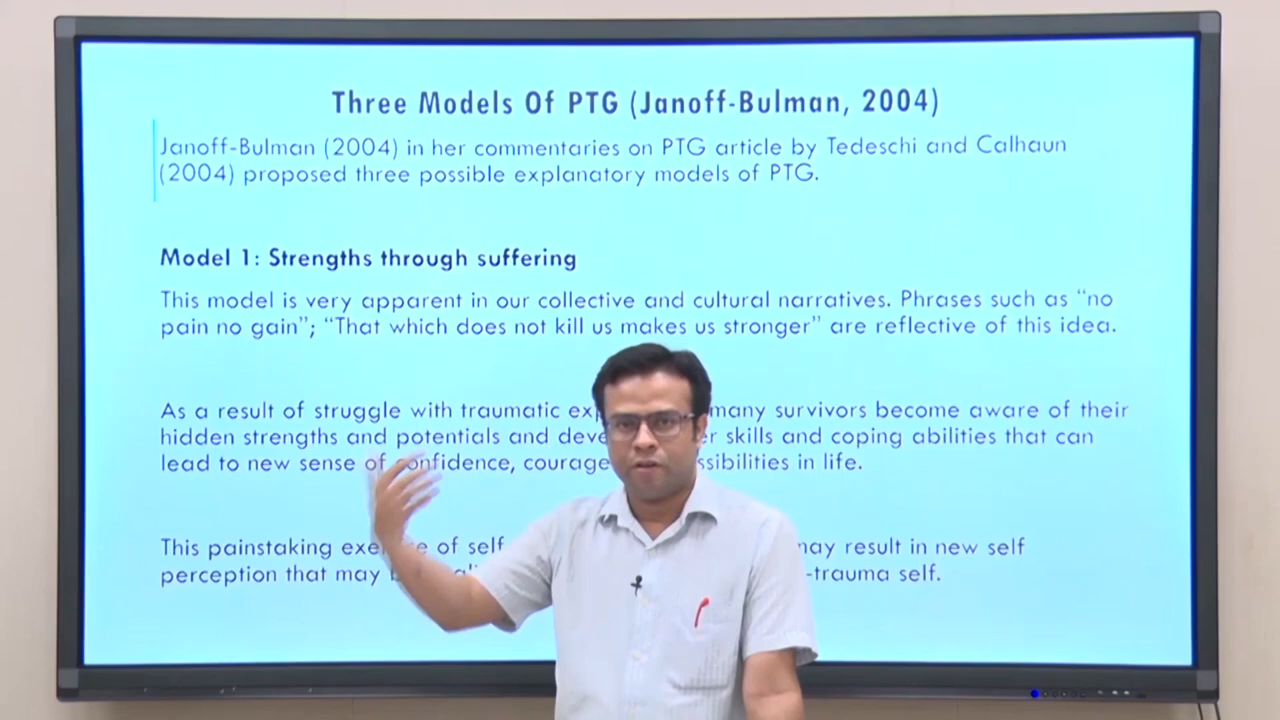 Three Models Of PTG (Janoff-Bulman, 2004)
Janoff-Bulman (2004) in her commentaries on PTG article by Tedeschi and Calhaun
(2004) proposed three possible explanatory models of PTG.
Model 1: Strengths through suffering
This model is very apparent in our collective and cultural narratives. Phrases such as “no
pain no gain”; “That which does not kill us makes us stronger” are reflective of this idea.
As a result of struggle with traumatic many survivors become aware of their
hidden strengths and potentials and skills and coping abilities that can
lead to new sense of confidence, courage in life.
This painstaking of self may result in new self
perception that may -trauma self.